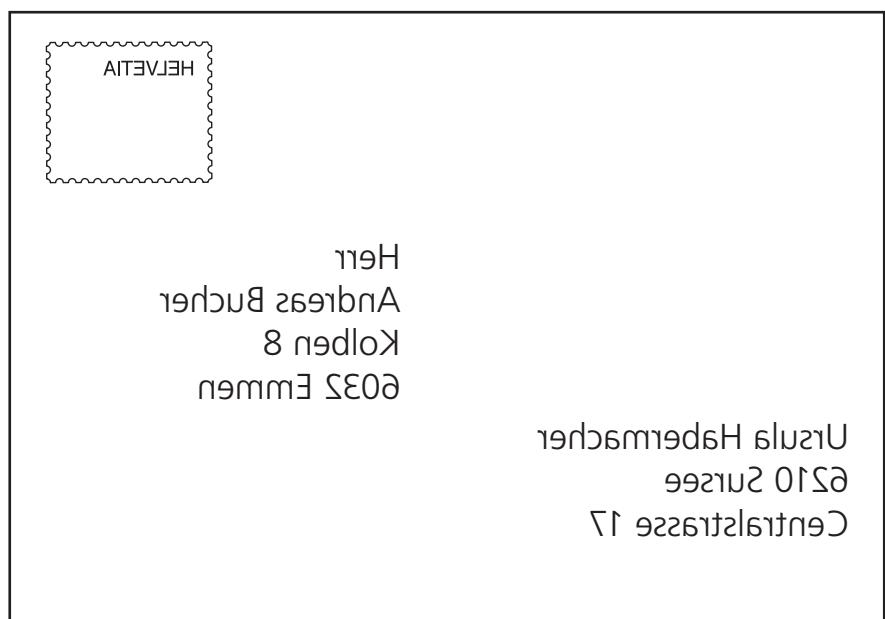 HELVETIA
Herr
Andreas Bucher
Kolben 8
6032 Emmen
Ursula Habermacher
6210 Sursee
Centralstrasse 17